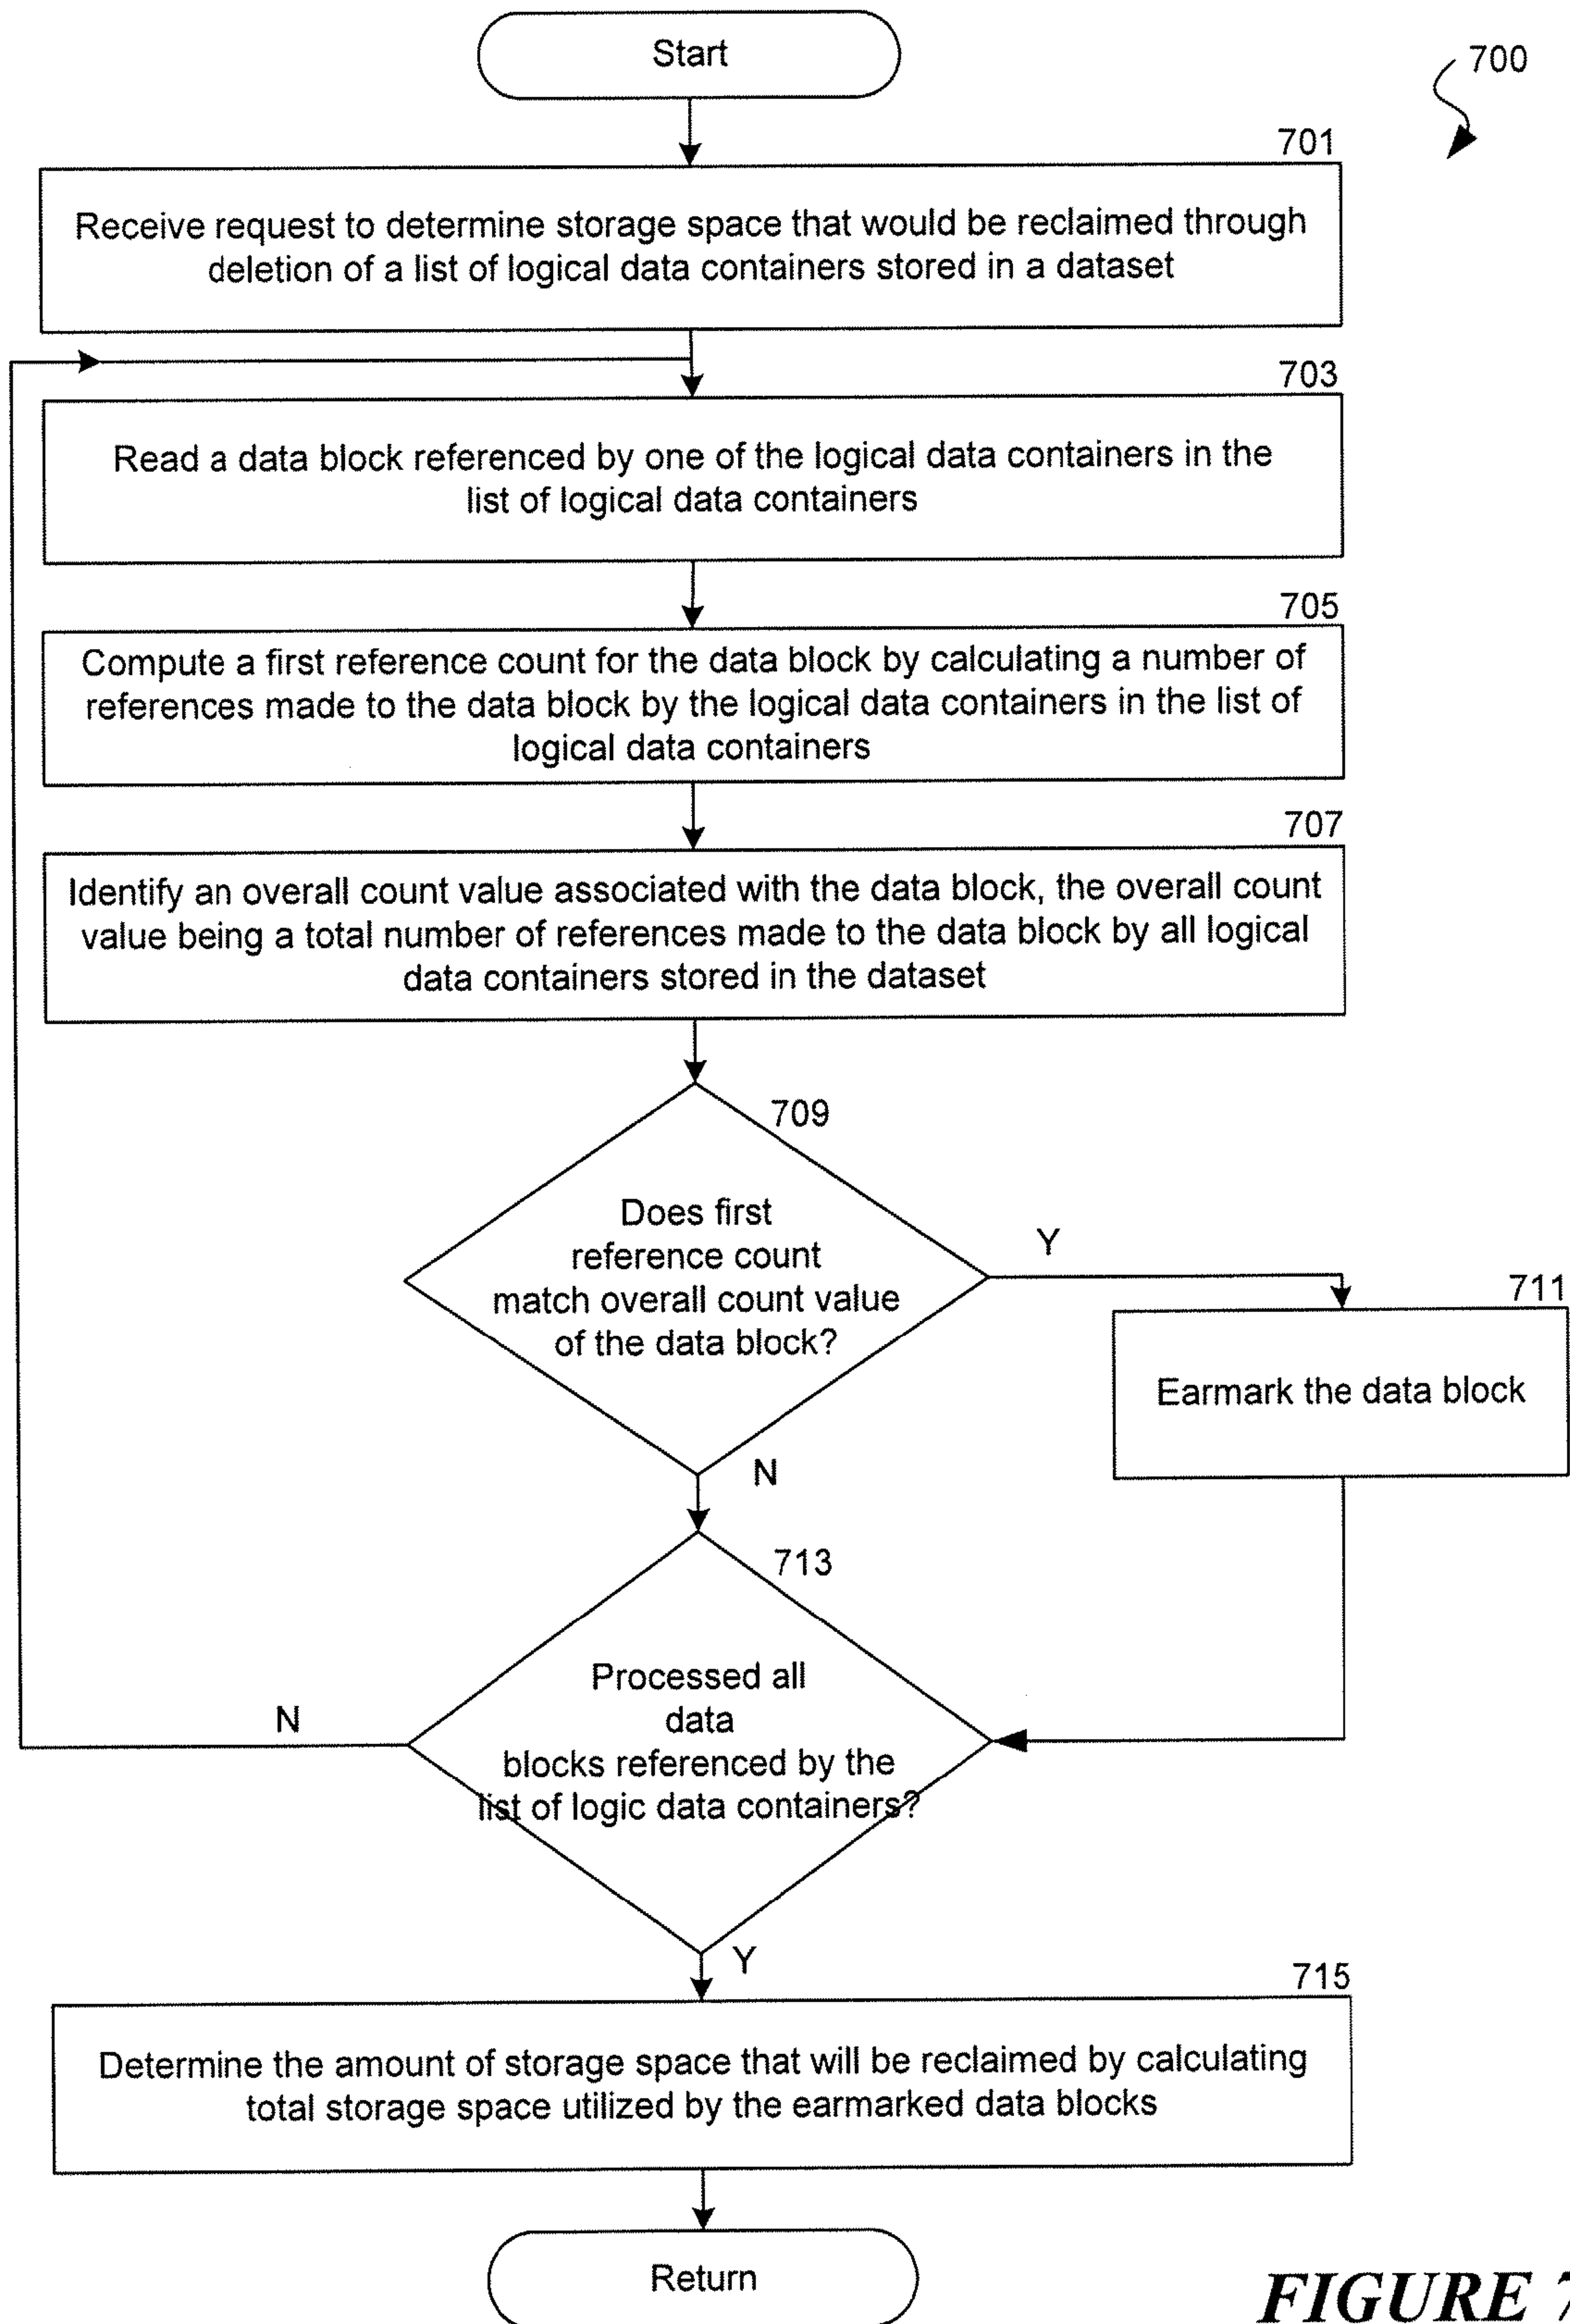 Start
700
701
Receive request to determine storage space that would be reclaimed through
deletion of a list of logical data containers stored in a dataset
703
Read a data block referenced by one of the logical data containers in the
list of logical data containers
705
Compute a first reference count for the data block by calculating a number of
references made to the data block by the logical data containers in the list of
logical data containers
707
Identify an overall count value associated with the data block, the overall count
value being a total number of references made to the data block by all logical
data containers stored in the dataset
709
Does first
reference count
match overall count value
of the data block?
Y
711
Earmark the data block
N
713
Processed all
data
blocks referenced by the
list of logic data containers?
N
Y
715
Determine the amount of storage space that will be reclaimed by calculating
total storage space utilized by the earmarked data blocks
Return
FIGURE 7